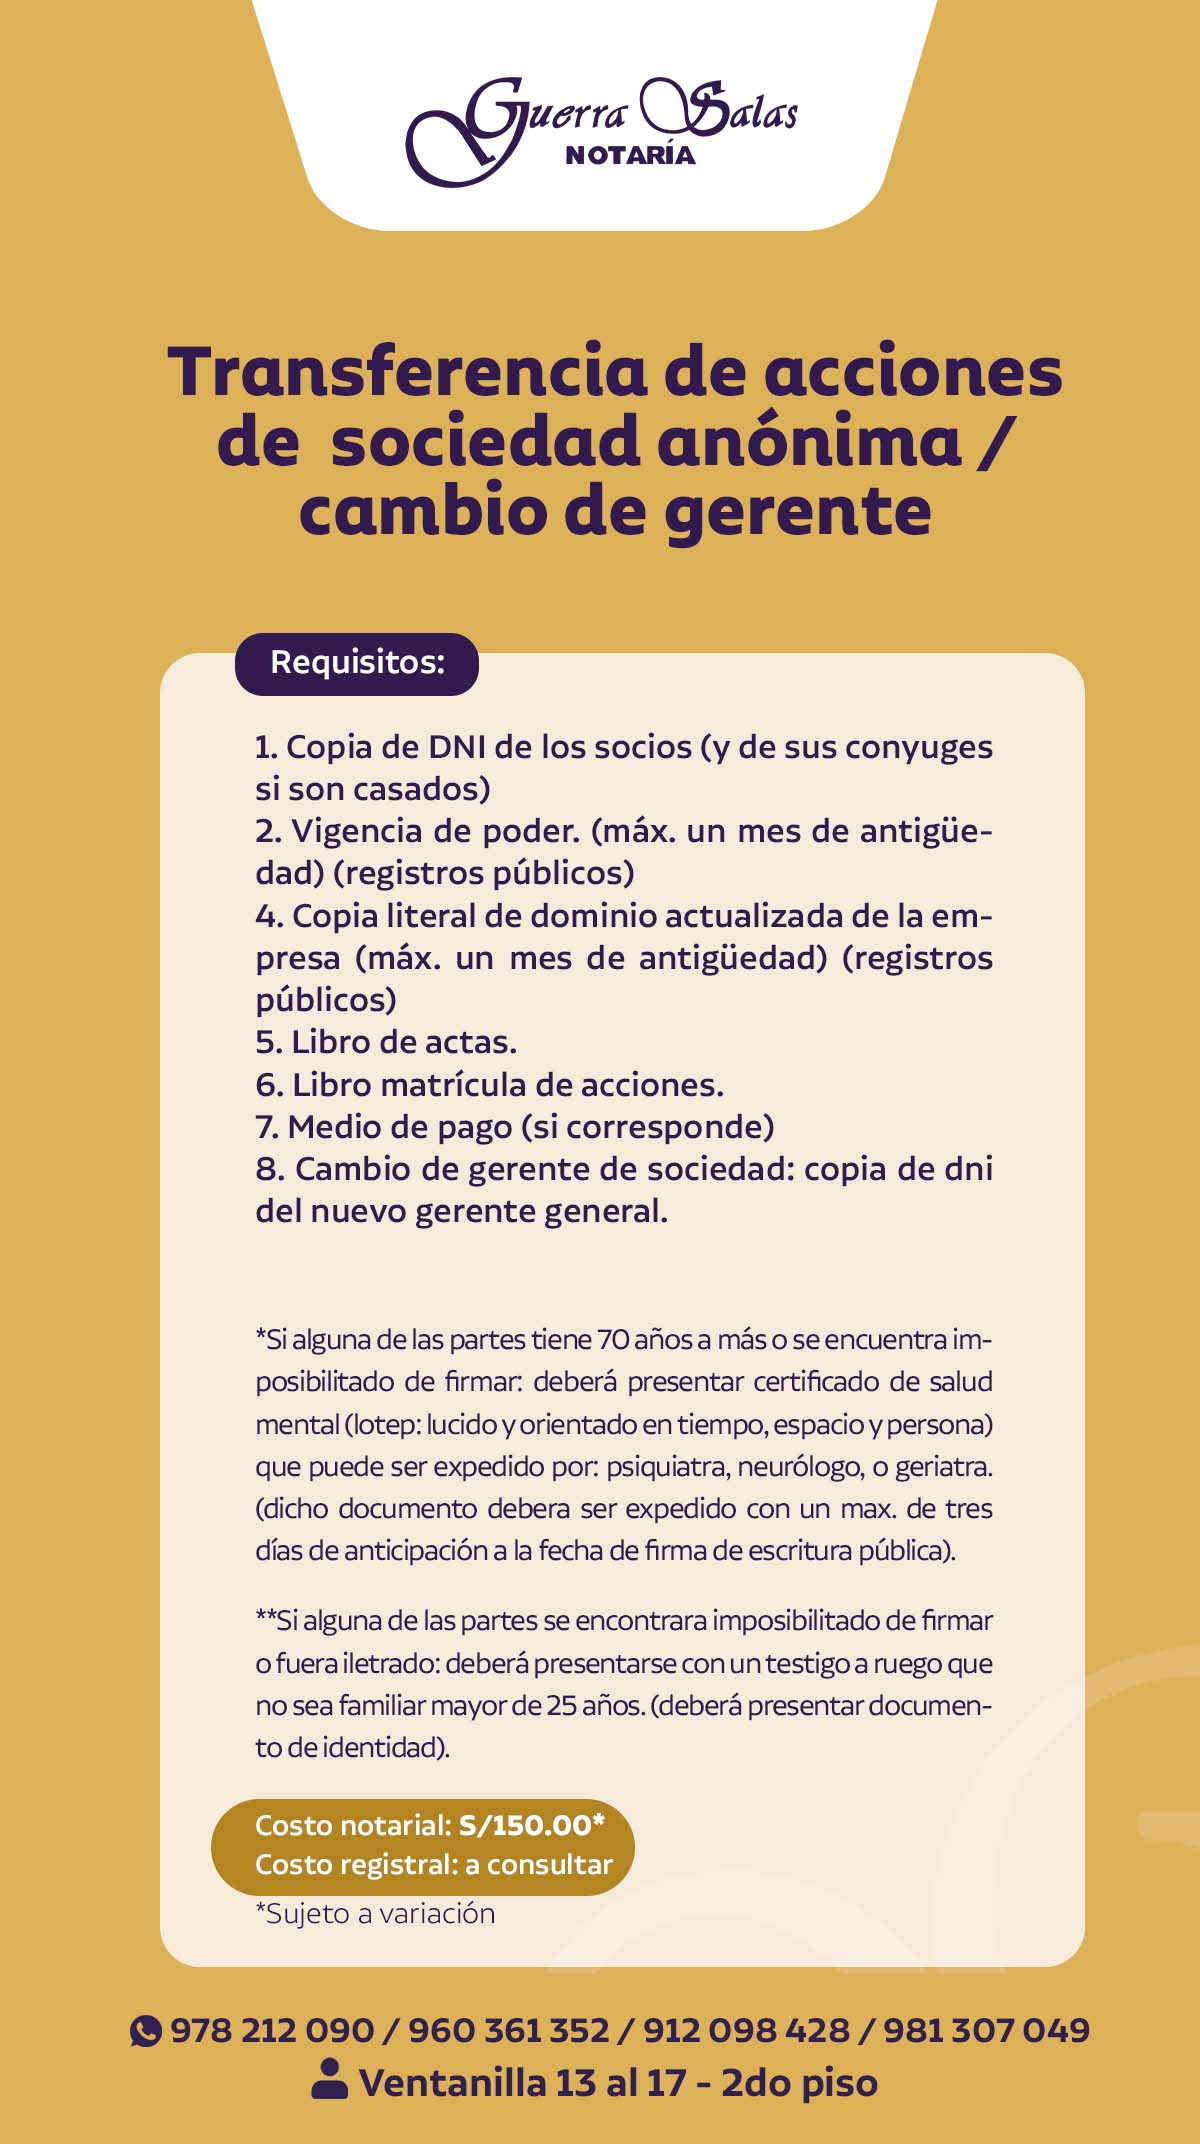 Guerra Salas
NOTARÍA
Transferencia de acciones
de sociedad anónima /
cambio de gerente
Requisitos:
1. Copia de DNI de los socios (y de sus conyuges
si son casados)
2. Vigencia de poder. (máx. un mes de antigüe-
dad) (registros públicos)
4. Copia literal de dominio actualizada de la em-
presa (máx. un mes de antigüedad) (registros
públicos)
5. Libro de actas.
6. Libro matrícula de acciones.
7. Medio de pago (si corresponde)
8. Cambio de gerente de sociedad: copia de dni
del nuevo gerente general.
*Si alguna de las partes tiene 70 años a más o se encuentra im-
posibilitado de firmar: deberá presentar certificado de salud
mental (lotep: lucido y orientado en tiempo, espacio y persona)
que puede ser expedido por: psiquiatra, neurólogo, o geriatra.
(dicho documento debera ser expedido con un max. de tres
días de anticipación a la fecha de firma de escritura pública).
**Si alguna de las partes se encontrara imposibilitado de firmar
o fuera iletrado: deberá presentarse con un testigo a ruego que
no sea familiar mayor de 25 años. (deberá presentar documen-
to de identidad).
Costo notarial: S/150.00*
Costo registral: a consultar
*Sujeto a variación
978 212 090 / 960 361 352 / 912 098 428 / 981 307 049
Ventanilla 13 al 17 - 2do piso